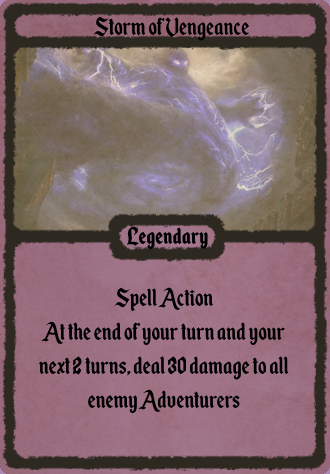 Storm of Vengeance
Legendary
Spell Action
At the end of your turn and your
next 2 turns, deal 30 damage to all
enemy Adventurers